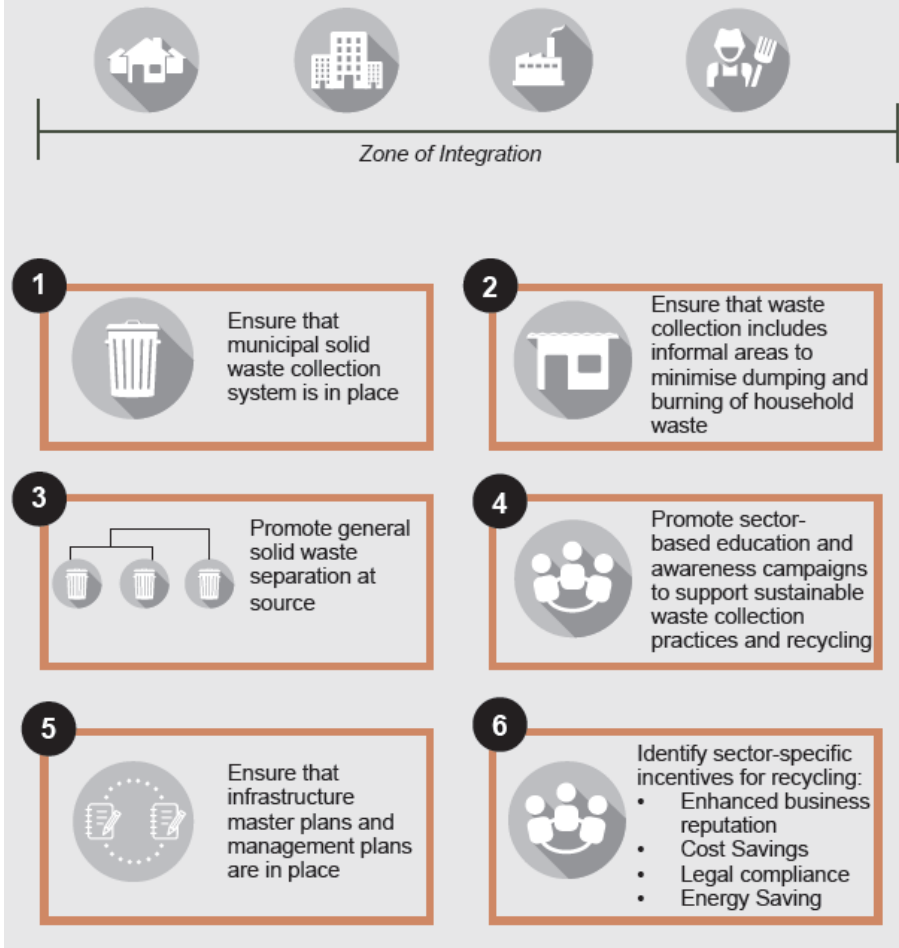 Zone of Integration
1
Ensure that
municipal solid
waste collection
system is in place
2
Ensure that waste
collection includes
informal areas to
minimise dumping and
burning of household
waste
3
Promote general
solid waste
separation at
source
4
Promote sector-
based education and
awareness campaigns
to support sustainable
waste collection
practices and recycling
5
Ensure that
infrastructure
master plans and
management plans
are in place
6
Identify sector-specific
incentives for recycling:
• Enhanced business
reputation
• Cost Savings
• Legal compliance
• Energy Saving